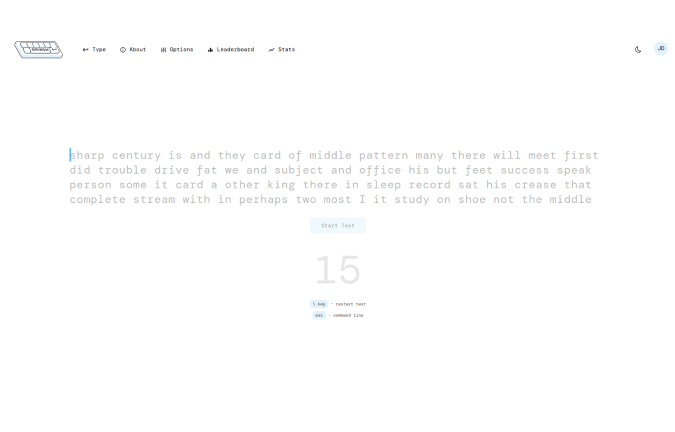 Type
About
Options
Leaderboard
Stats
JD
sharp century is and they card of middle pattern many there will meet first
did trouble drive fat we and subject and office his but feet success speak
person some it card a other king there in sleep record sat his crease that
complete stream with in perhaps two most I it study on shoe not the middle
Start Test
15
\ key - restart test
esc - command line